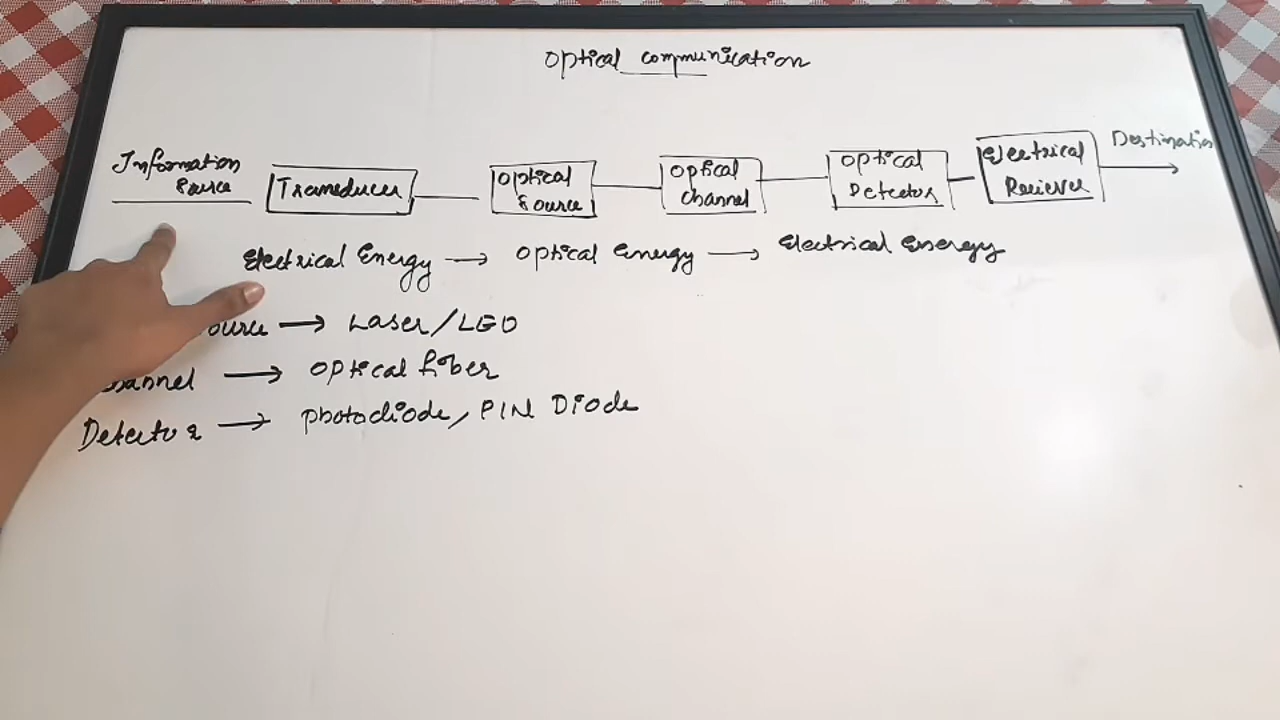 Optical communication
Information
Source
Transducer
Optical
Source
Optical
Channel
Optical
Detector
Electrical
Reciever
Destination
Electrical Energy → Optical Energy → Electrical Energy
ource → Laser/LED
Channel → Optical fiber
Detector → Photodiode, PIN Diode